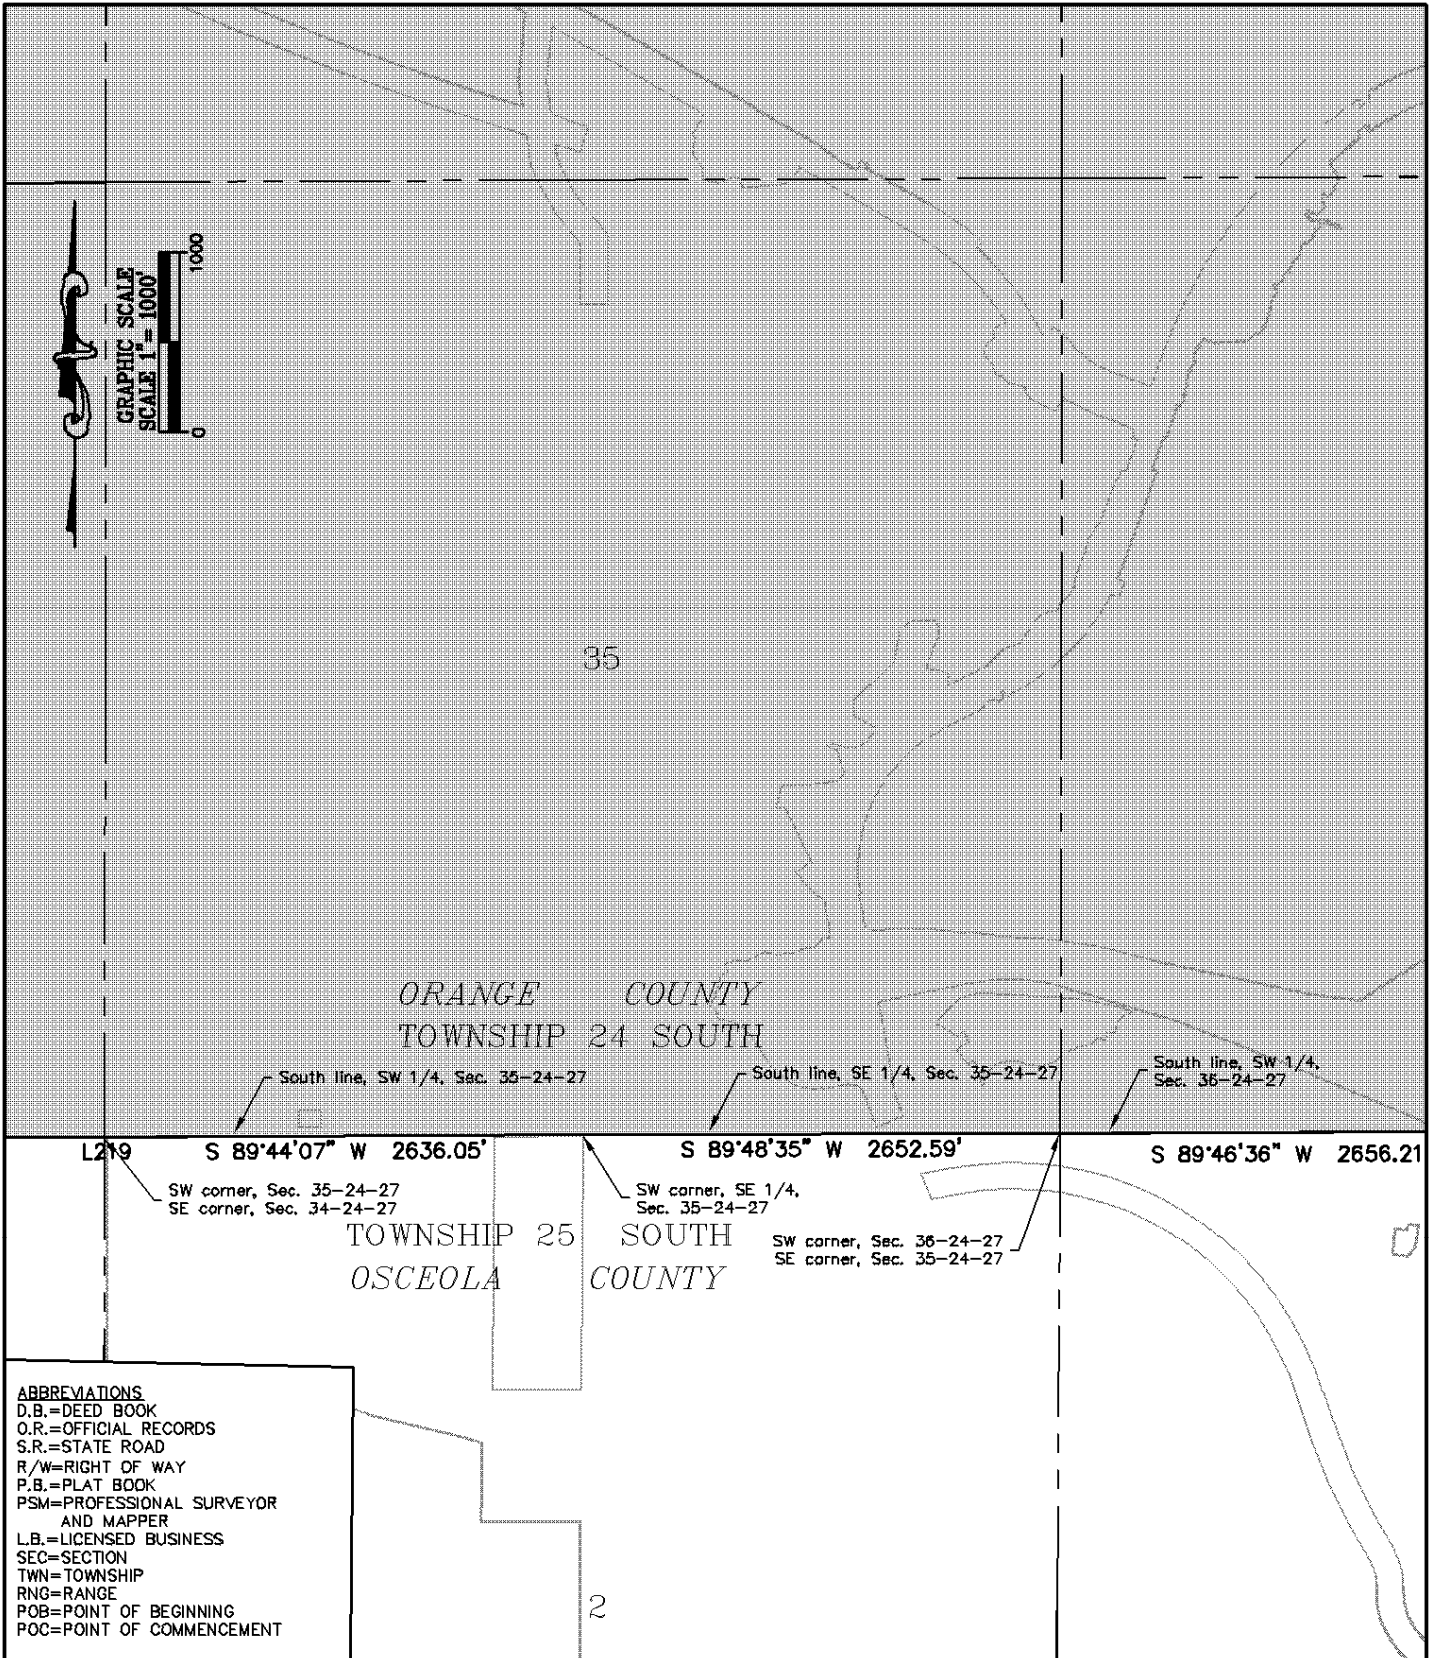 GRAPHIC SCALE
SCALE 1" = 1000'
0
1000
35
ORANGE COUNTY
TOWNSHIP 24 SOUTH
South line, SW 1/4, Sec. 35-24-27
South line, SE 1/4, Sec. 35-24-27
South line, SW 1/4,
Sec. 36-24-27
L219
S 89°44'07" W 2636.05'
S 89°48'35" W 2652.59'
S 89°46'36" W 2656.21
SW corner, Sec. 35-24-27
SE corner, Sec. 34-24-27
SW corner, SE 1/4,
Sec. 35-24-27
SW corner, Sec. 36-24-27
SE corner, Sec. 35-24-27
TOWNSHIP 25 SOUTH
OSCEOLA COUNTY
ABBREVIATIONS
D.B.=DEED BOOK
O.R.=OFFICIAL RECORDS
S.R.=STATE ROAD
R/W=RIGHT OF WAY
P.B.=PLAT BOOK
PSM=PROFESSIONAL SURVEYOR
AND MAPPER
L.B.=LICENSED BUSINESS
SEC=SECTION
TWN=TOWNSHIP
RNG=RANGE
POB=POINT OF BEGINNING
POC=POINT OF COMMENCEMENT
2